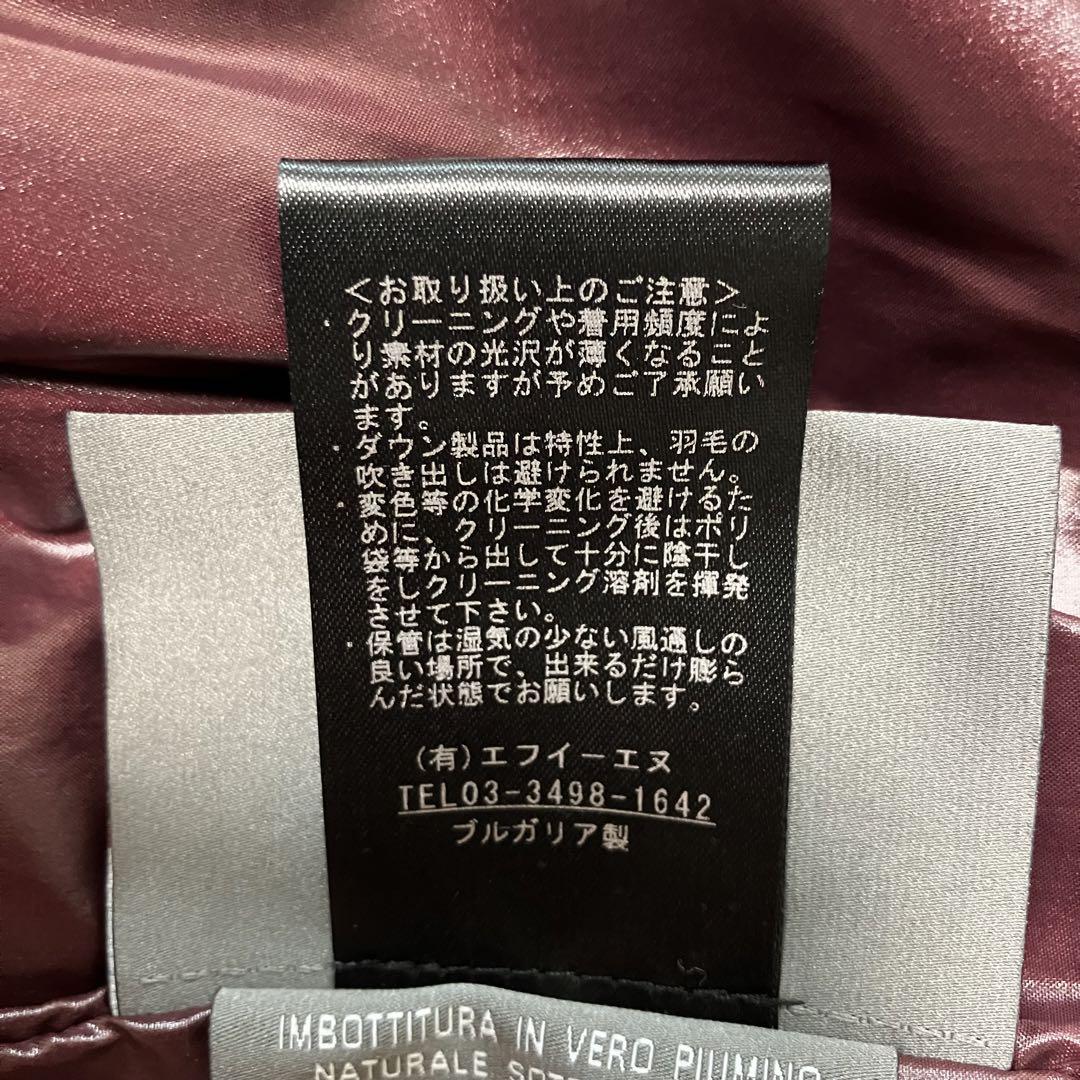 <お取り扱い上のご注意>
・クリーニングや着用頻度によ
り素材の光沢が薄くなること
がありますが予めご了承願い
ます。
・ダウン製品は特性上、羽毛の
吹き出しは避けられません。
・変色等の化学変化を避けるた
めに、クリーニング後はポリ
袋等から出して十分に陰干し
をしクリーニング溶剤を揮発
させて下さい。
・保管は湿気の少ない風通しの
良い場所で、出来るだけ膨ら
んだ状態でお願いします。
(有)エフイーエヌ
TEL03-3498-1642
ブルガリア製
IMBOTTITURA IN VERO PIUMINO
NATURALE